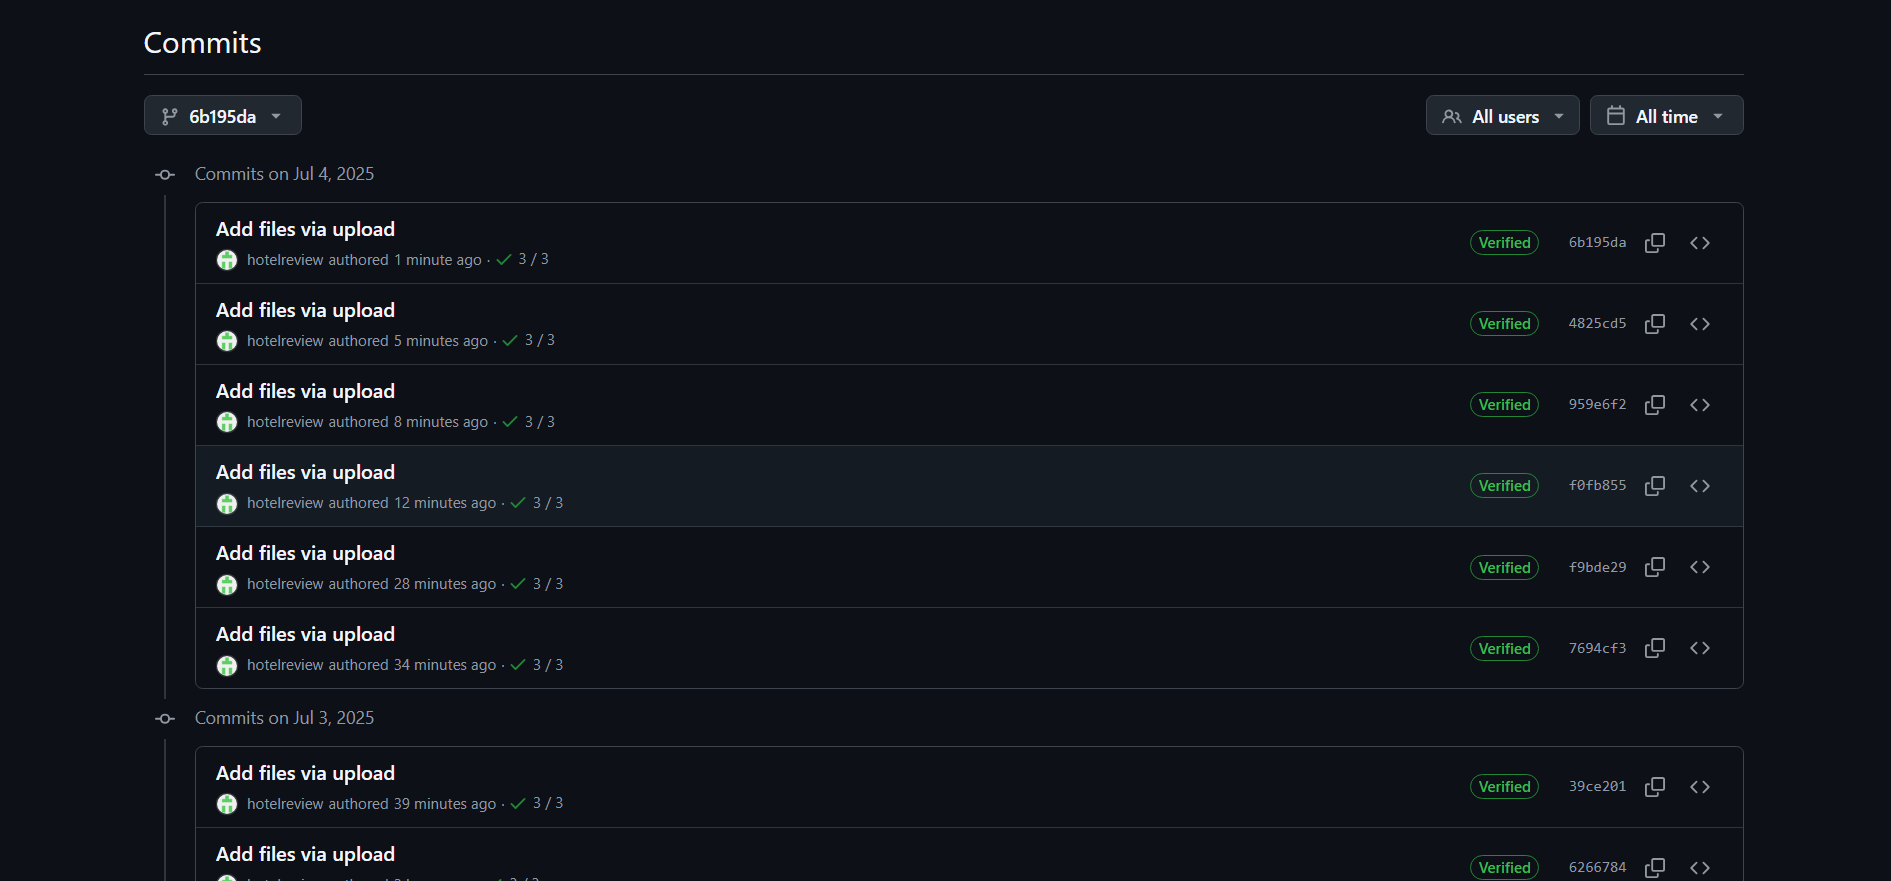 Commits
6b195da
All users
All time
Commits on Jul 4, 2025
Add files via upload
hotelreview authored 1 minute ago · 3 / 3
Verified
6b195da
Add files via upload
hotelreview authored 5 minutes ago · 3 / 3
Verified
4825cd5
Add files via upload
hotelreview authored 8 minutes ago · 3 / 3
Verified
959e6f2
Add files via upload
hotelreview authored 12 minutes ago · 3 / 3
Verified
f0fb855
Add files via upload
hotelreview authored 28 minutes ago · 3 / 3
Verified
f9bde29
Add files via upload
hotelreview authored 34 minutes ago · 3 / 3
Verified
7694cf3
Commits on Jul 3, 2025
Add files via upload
hotelreview authored 39 minutes ago · 3 / 3
Verified
39ce201
Add files via upload
Verified
6266784